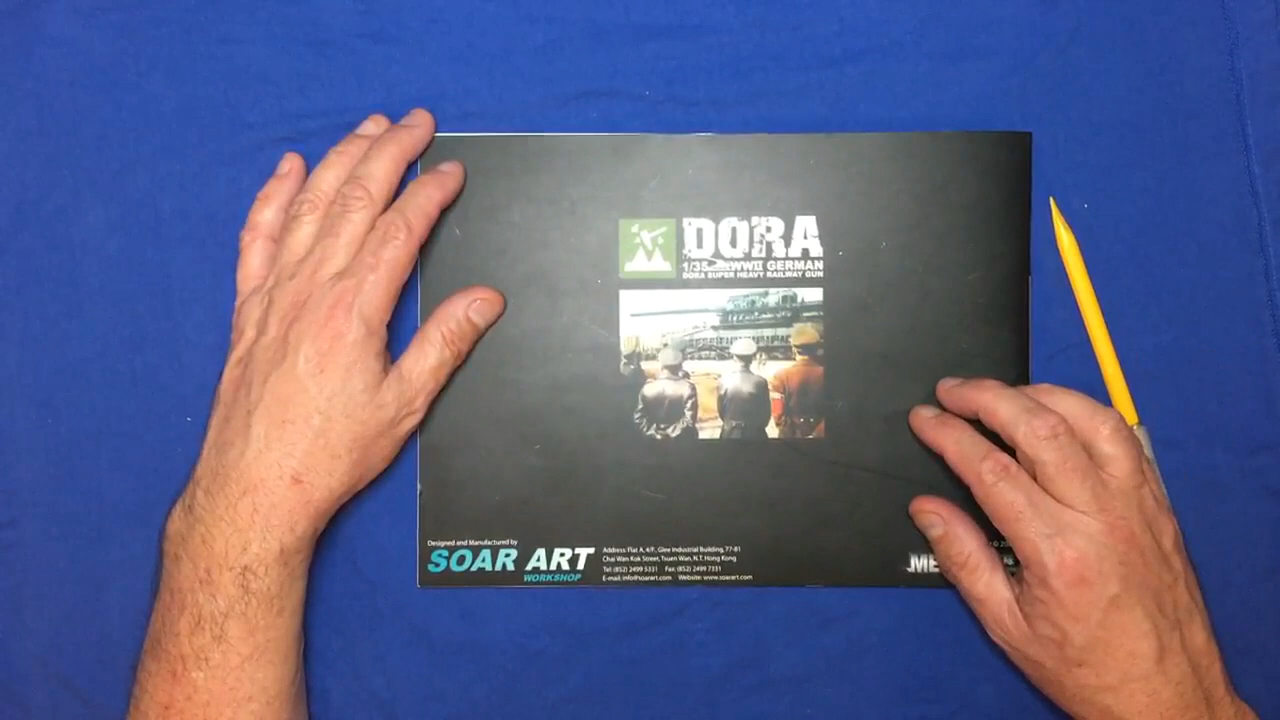 DORA
1/35 WWII GERMAN
DORA SUPER HEAVY RAILWAY GUN
Designed and Manufactured by
SOAR ART
WORKSHOP
Address: Flat A, 4/F., Glee Industrial Building, 77-81
Chai Wan Kok Street, Tsuen Wan, N.T. Hong Kong
Tel: (852) 2499 5331 Fax: (852) 2499 7331
E-mail: info@soarart.com Website: www.soarart.com